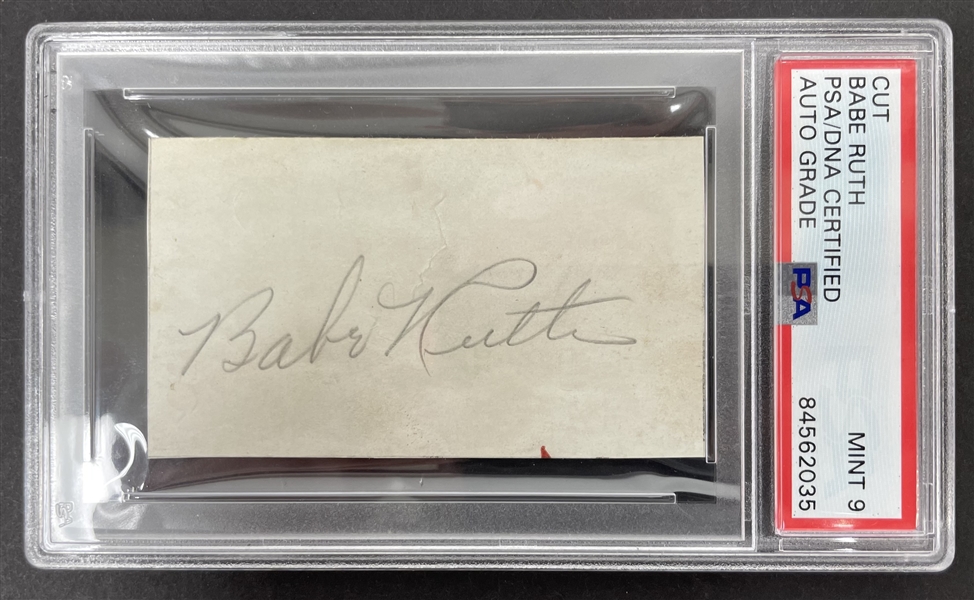 Babe Ruth
CUT
BABE RUTH
PSA/DNA CERTIFIED
AUTO GRADE
PSA
MINT 9
84562035